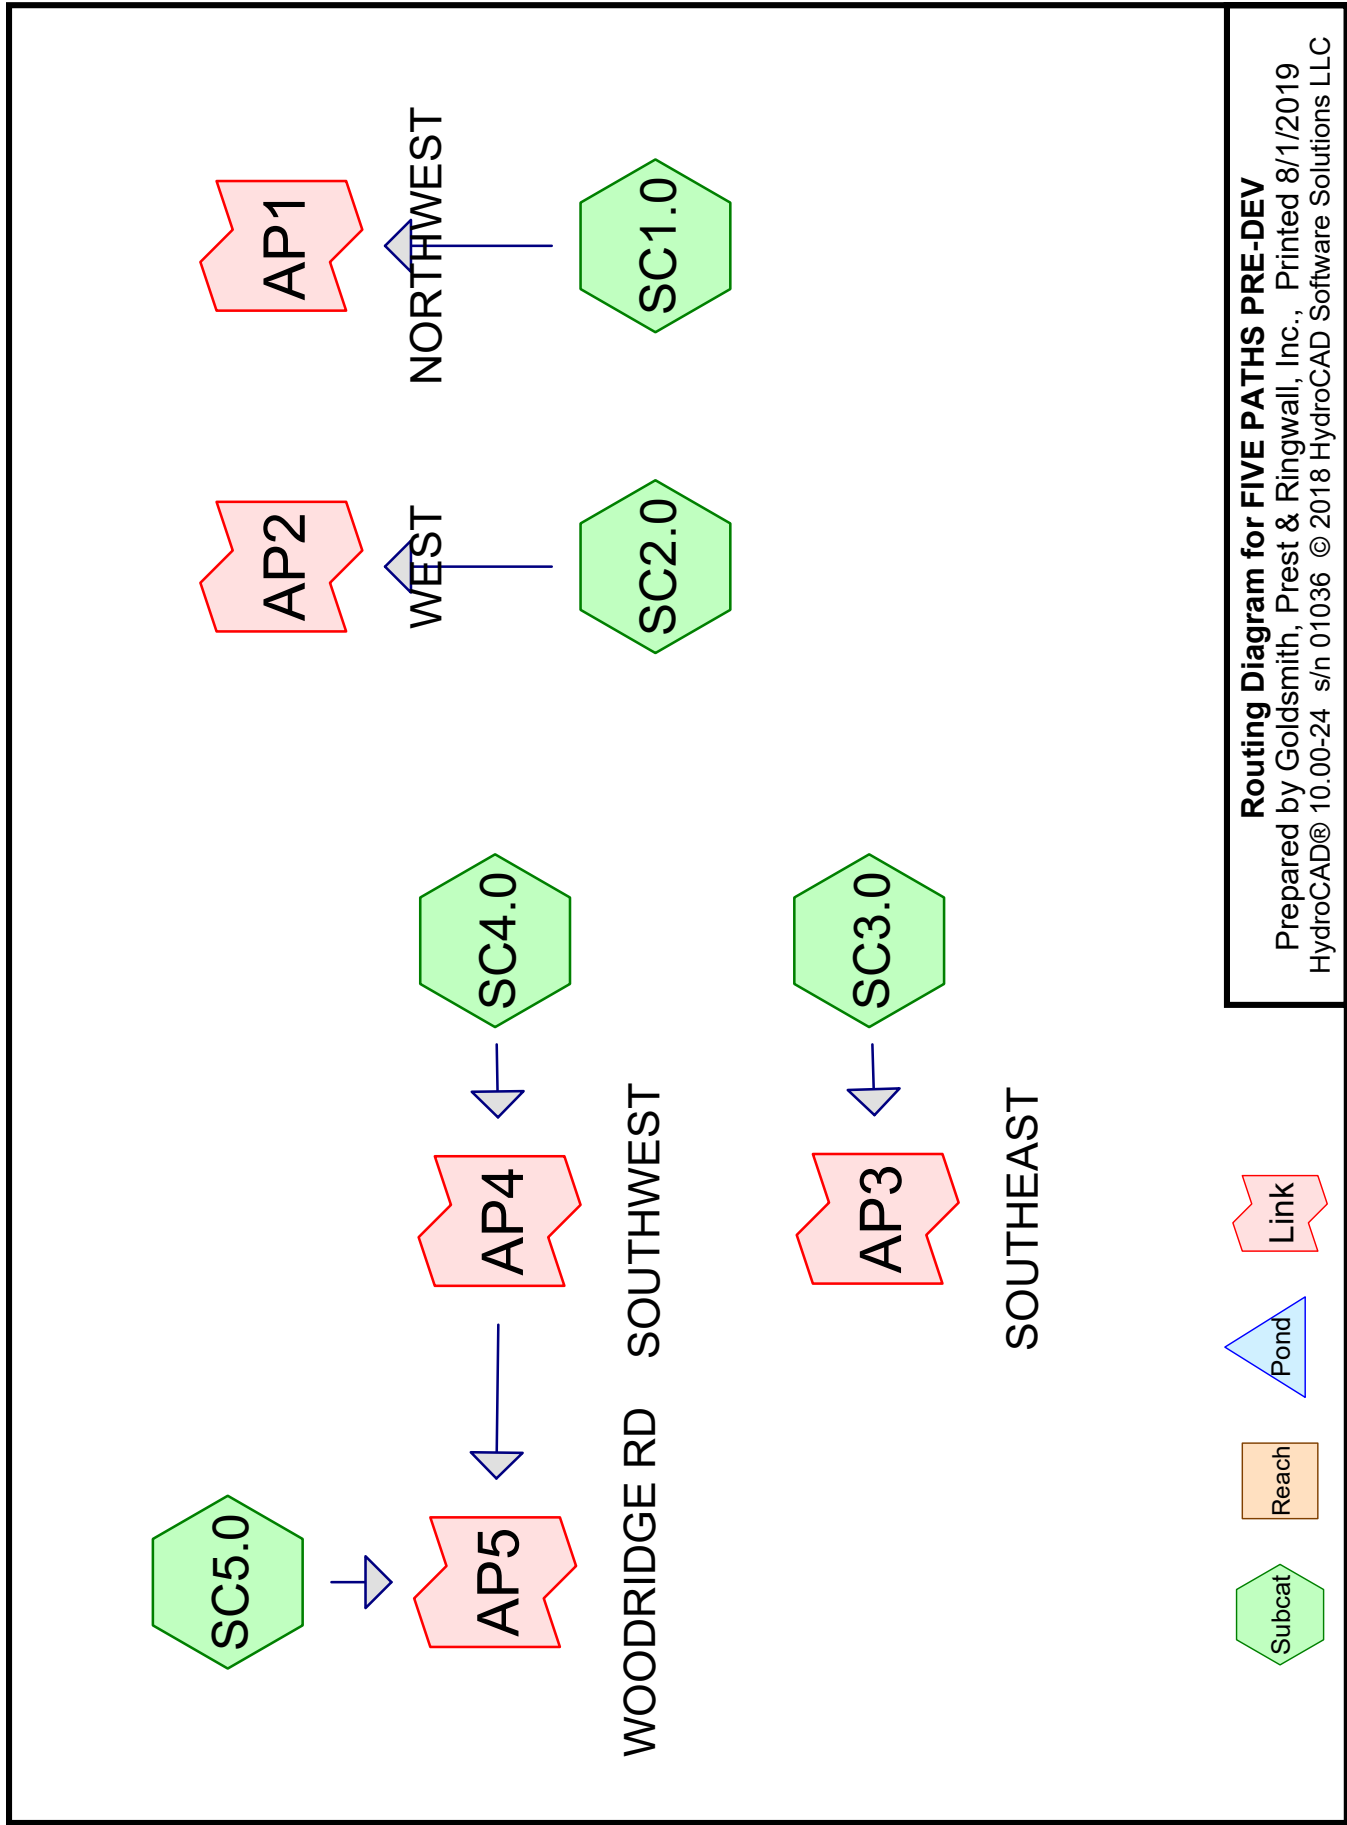 AP1
NORTHWEST
SC1.0
AP2
WEST
SC2.0
SC4.0
AP4
SOUTHWEST
SC3.0
AP3
SOUTHEAST
SC5.0
AP5
WOODRIDGE RD
Subcat
Reach
Pond
Link
Routing Diagram for FIVE PATHS PRE-DEV
Prepared by Goldsmith, Prest & Ringwall, Inc., Printed 8/1/2019
HydroCAD® 10.00-24 s/n 01036 © 2018 HydroCAD Software Solutions LLC